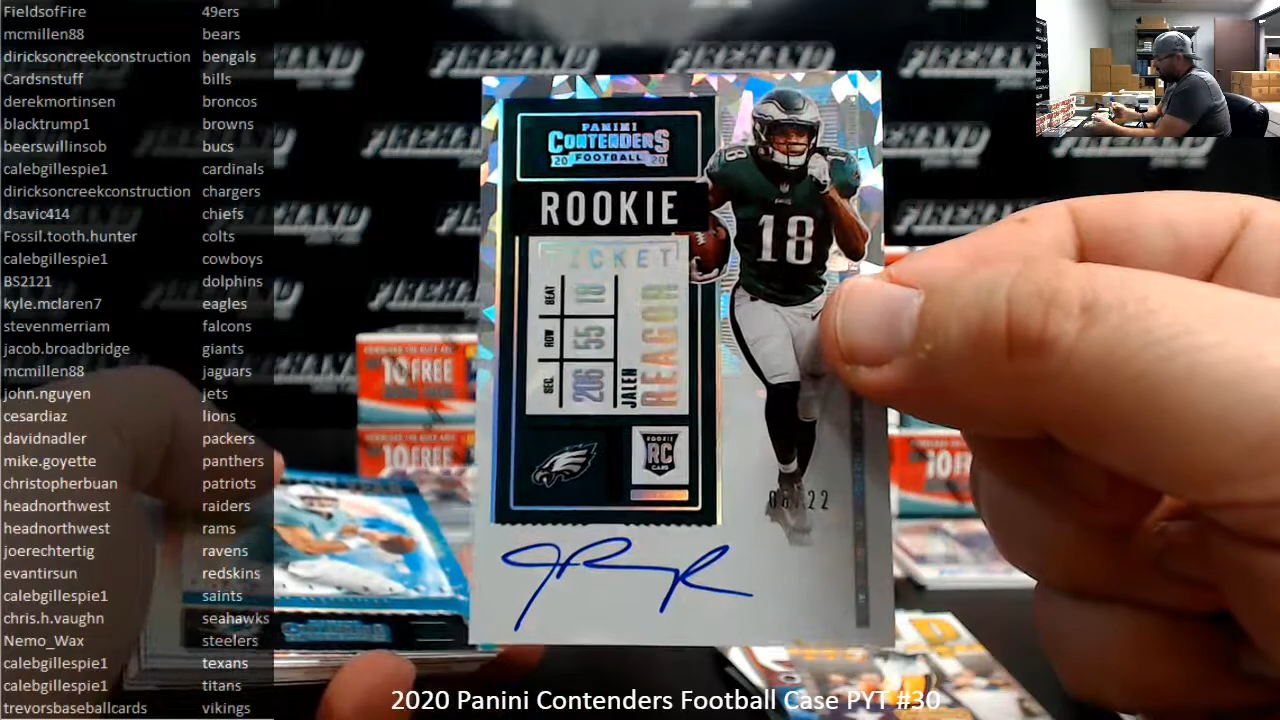 FieldsofFire 49ers
mcmillen88 bears
diricksoncreekconstruction bengals
Cardsnstuff bills
derekmortinsen broncos
blacktrump1 browns
beerswillinsob bucs
calebgillespie1 cardinals
diricksoncreekconstruction chargers
dsavic414 chiefs
Fossil.tooth.hunter colts
calebgillespie1 cowboys
BS2121 dolphins
kyle.mclaren7 eagles
stevenmerriam falcons
jacob.broadbridge giants
mcmillen88 jaguars
john.nguyen jets
cesardiaz lions
davidnadler packers
mike.goyette panthers
christopherbuan patriots
headnorthwest raiders
headnorthwest rams
joerechtertig ravens
evantirsun redskins
calebgillespie1 saints
chris.h.vaughn seahawks
Nemo_Wax steelers
calebgillespie1 texans
calebgillespie1 titans
trevorsbaseballcards vikings
FIREHAND
PANINI
CONTENDERS
20 FOOTBALL 20
ROOKIE
TICKET
SEAT 18
ROW 55
SEC. 206
JALEN
REAGOR
ROOKIE
RC
CARD
18
18
10 FREE
10 FREE
2020 Panini Contenders Football Case PYT #30